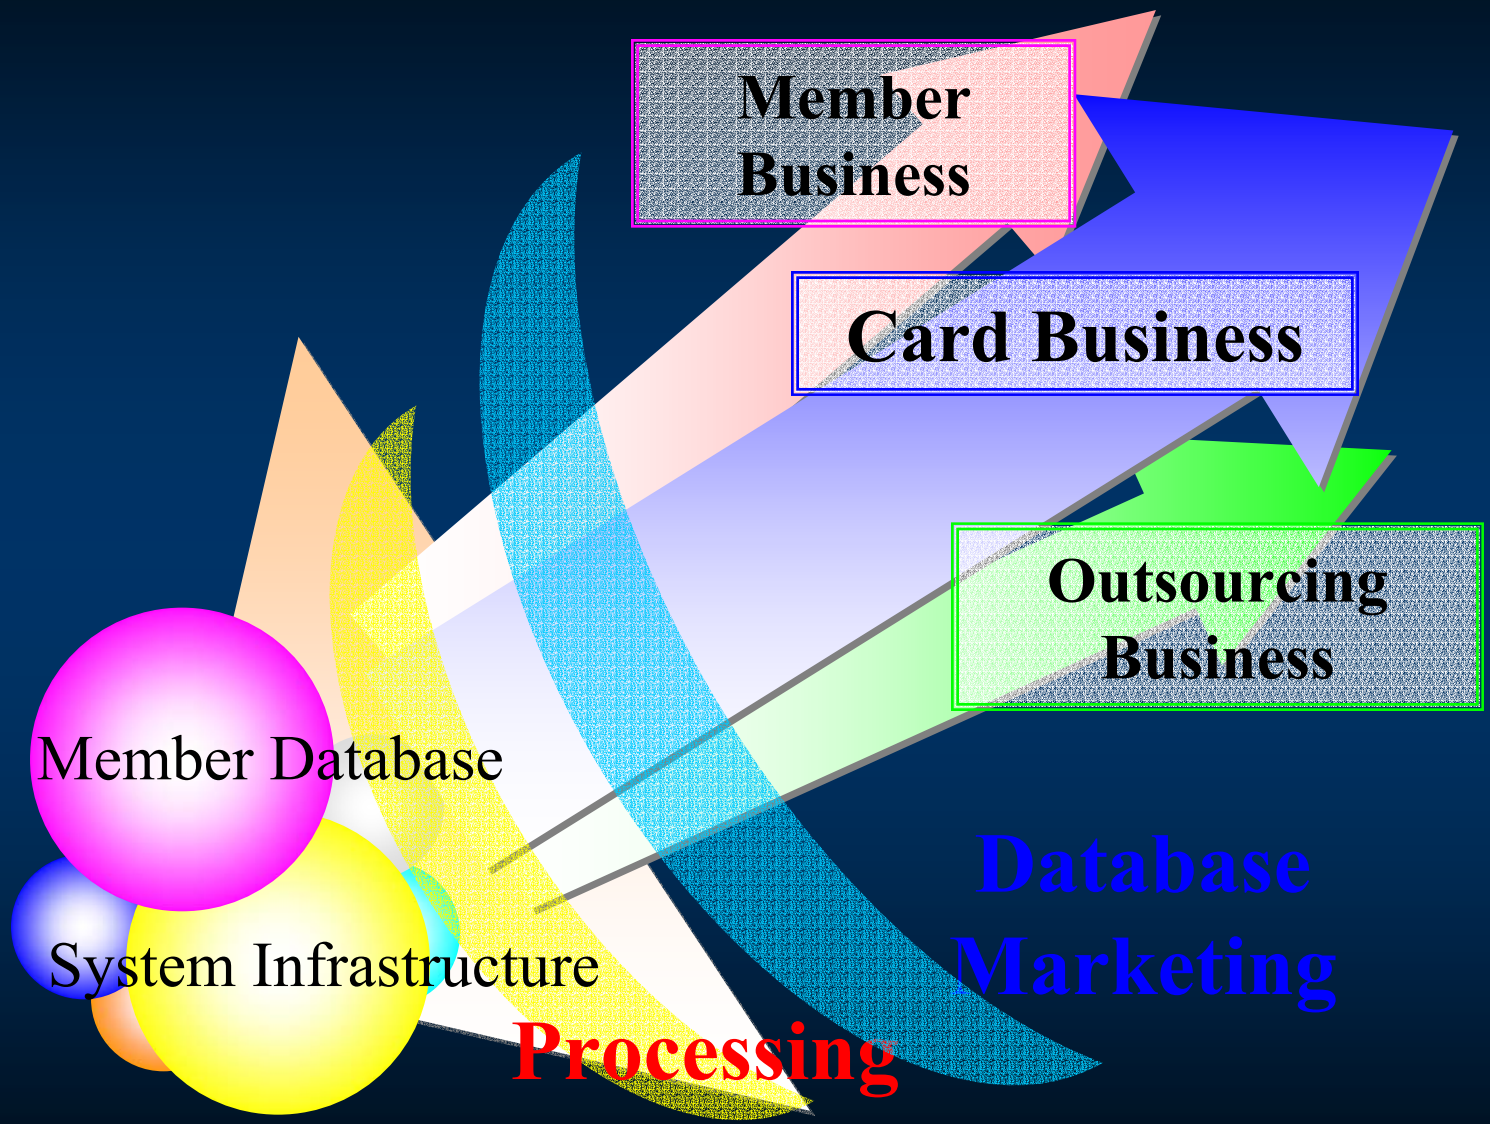 Member
Business
Card Business
Outsourcing
Business
Member Database
Database
Marketing
System Infrastructure
Processing